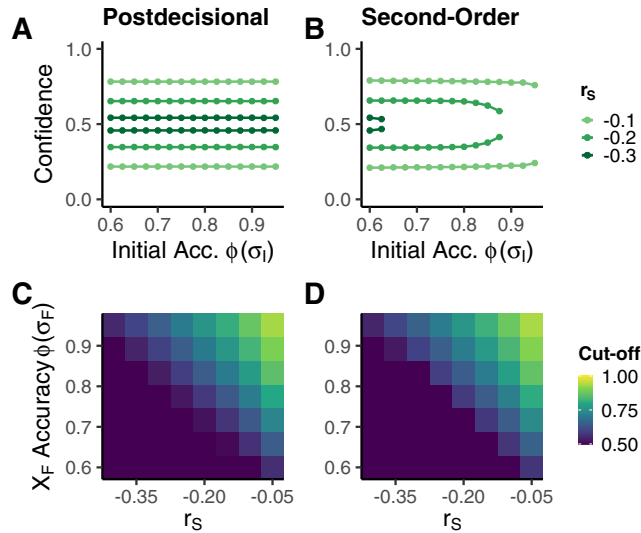 Postdecisional
Second-Order
A
B
1.0
0.5
0.0
Confidence
0.6 0.7 0.8 0.9
Initial Acc. ϕ(σ_I)
0.6 0.7 0.8 0.9
Initial Acc. ϕ(σ_I)
1.0
0.5
0.0
r_S
-0.1
-0.2
-0.3
C
D
X_F Accuracy ϕ(σ_F)
0.9
0.8
0.7
0.6
-0.35 -0.20 -0.05
r_S
0.9
0.8
0.7
0.6
-0.35 -0.20 -0.05
r_S
Cut-off
1.00
0.75
0.50